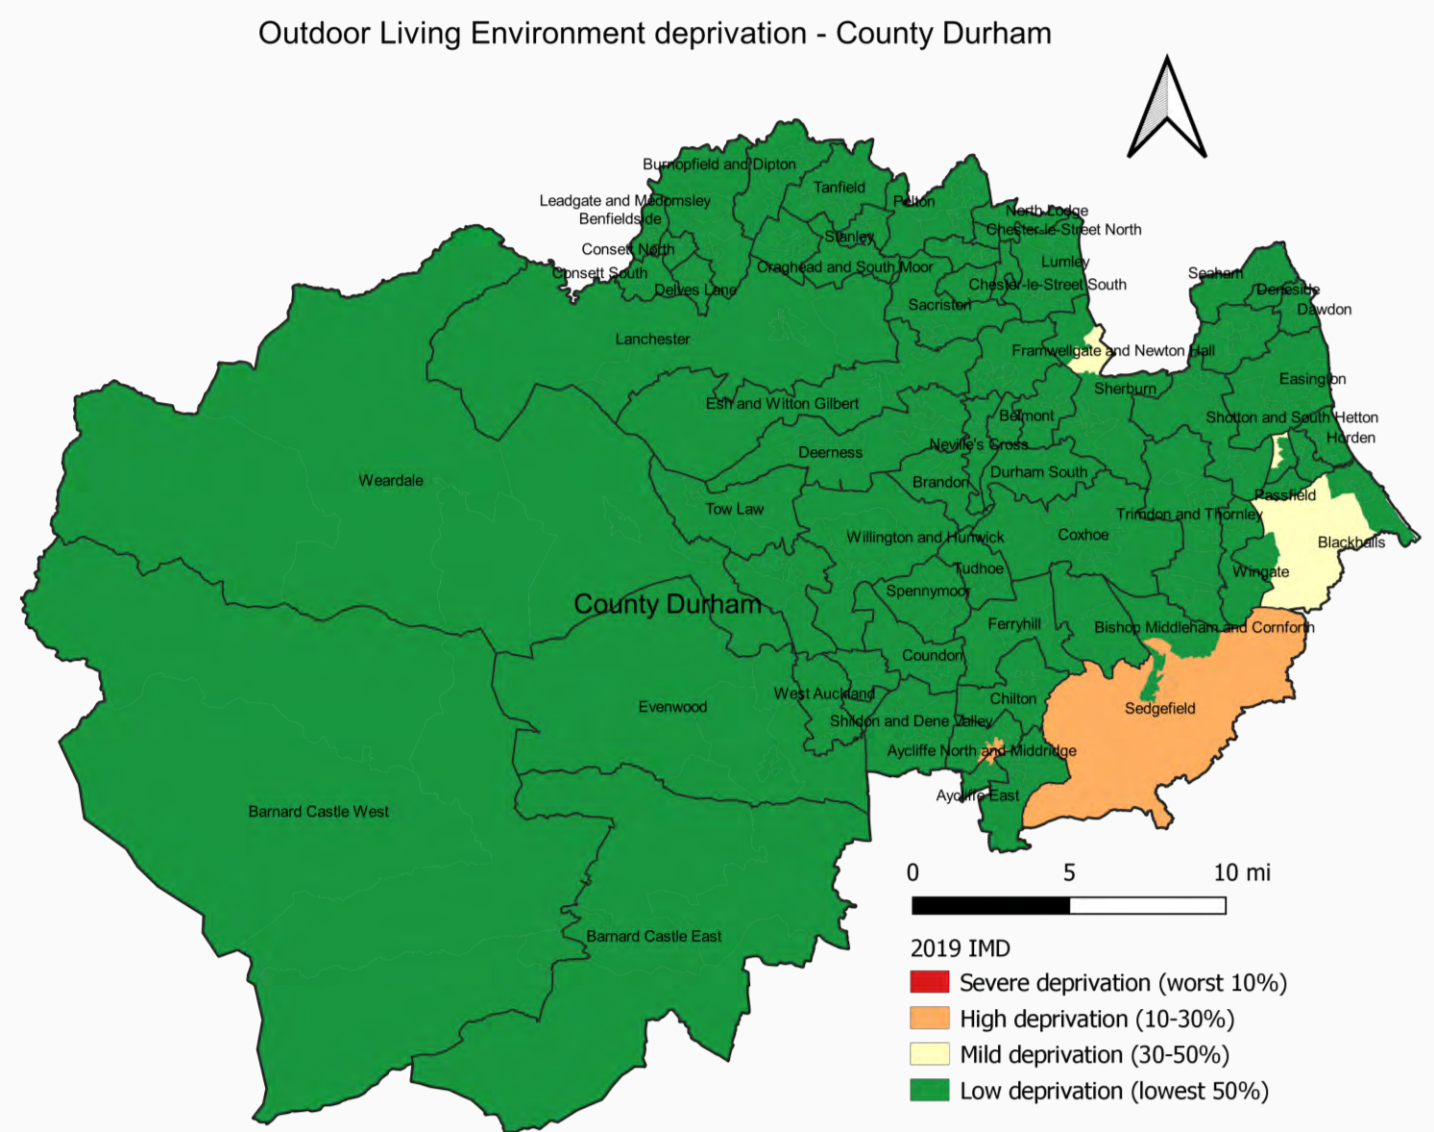 Outdoor Living Environment deprivation - County Durham
Burnopfield and Dipton
Tanfield
Leadgate and Medomsley
Pelton
North Lodge
Benfieldside
Chester-le-Street North
Stanley
Consett North
Lumley
Craghead and South Moor
Consett South
Seaham
Chester-le-Street South
Delves Lane
Deneside
Sacriston
Dawdon
Lanchester
Framwellgate and Newton Hall
Easington
Sherburn
Esh and Witton Gilbert
Belmont
Shotton and South Hetton
Horden
Neville's Cross
Deerness
Durham South
Weardale
Brandon
Passfield
Tow Law
Trimdon and Thornley
Coxhoe
Willington and Hunwick
Blackhalls
Tudhoe
Wingate
Spennymoor
County Durham
Ferryhill
Bishop Middleham and Cornforth
Coundon
West Auckland
Chilton
Evenwood
Sedgefield
Shildon and Dene Valley
Aycliffe North and Middridge
Aycliffe East
Barnard Castle West
0 5 10 mi
Barnard Castle East
2019 IMD
Severe deprivation (worst 10%)
High deprivation (10-30%)
Mild deprivation (30-50%)
Low deprivation (lowest 50%)